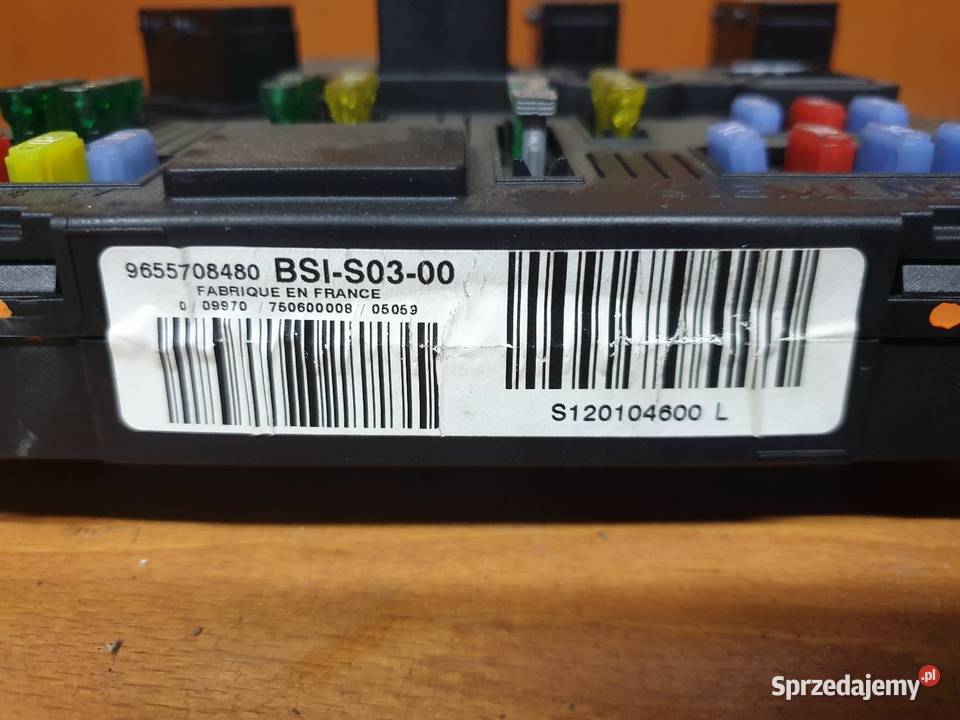 9655708480 BSI-S03-00
FABRIQUE EN FRANCE
0 / 09970 / 750600008 / 05059
S120104600 L
Sprzedajemy.pl